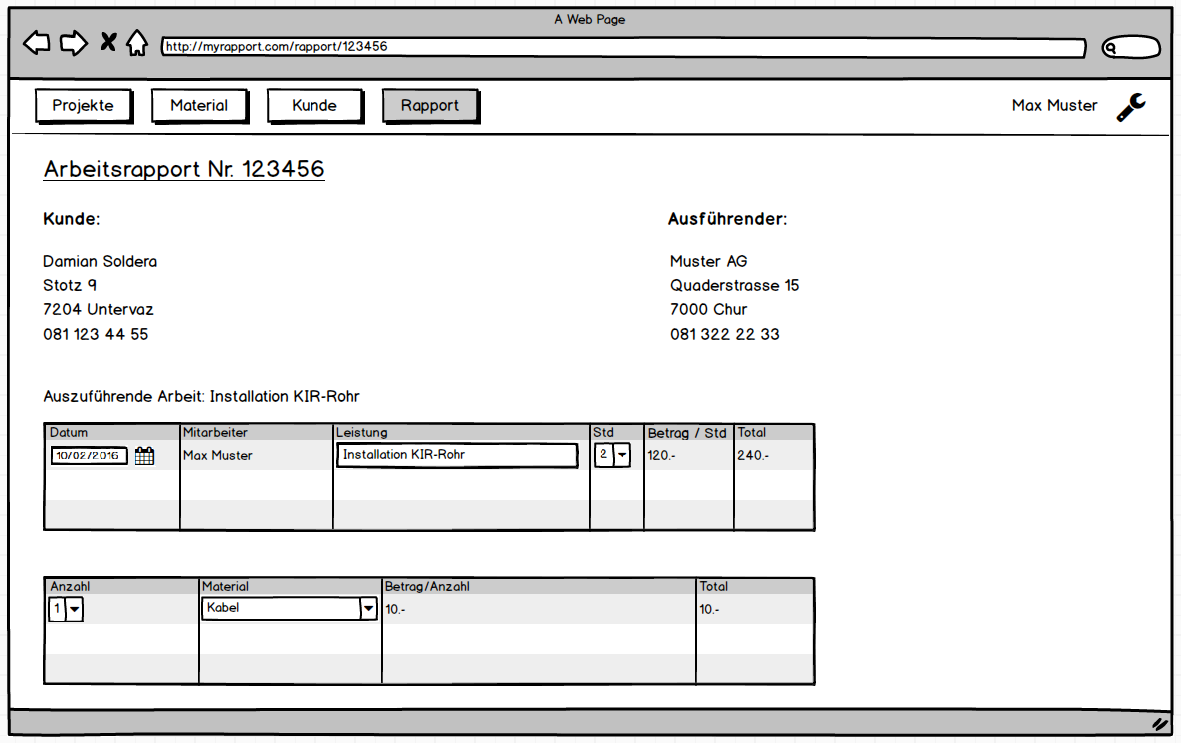 A Web Page
http://myrapport.com/rapport/123456
Projekte Material Kunde Rapport Max Muster
Arbeitsrapport Nr. 123456
Kunde: Ausführender:
Damian Soldera Muster AG
Stotz 9 Quaderstrasse 15
7204 Untervaz 7000 Chur
081 123 44 55 081 322 22 33
Auszuführende Arbeit: Installation KIR-Rohr
Datum Mitarbeiter Leistung Std Betrag / Std Total
10/02/2016 Max Muster Installation KIR-Rohr 2 120.- 240.-
Anzahl Material Betrag/Anzahl Total
1 Kabel 10.- 10.-